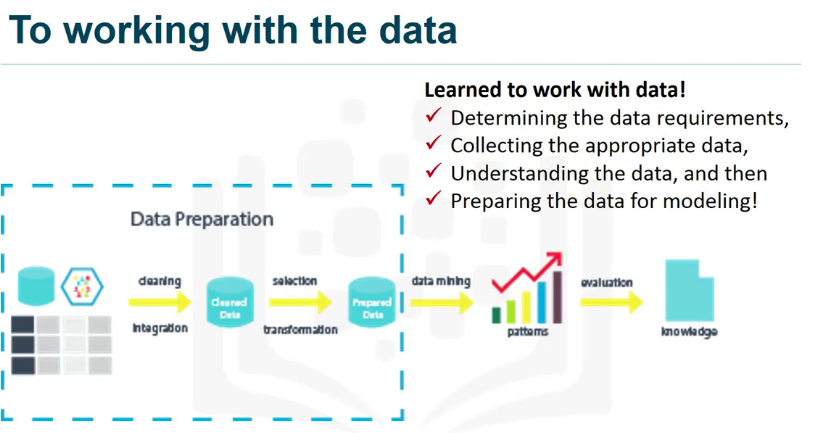 To working with the data
Learned to work with data!
Determining the data requirements,
Collecting the appropriate data,
Understanding the data, and then
Preparing the data for modeling!
Data Preparation
cleaning
integration
Cleaned
Data
selection
transformation
Prepared
Data
data mining
patterns
evaluation
knowledge